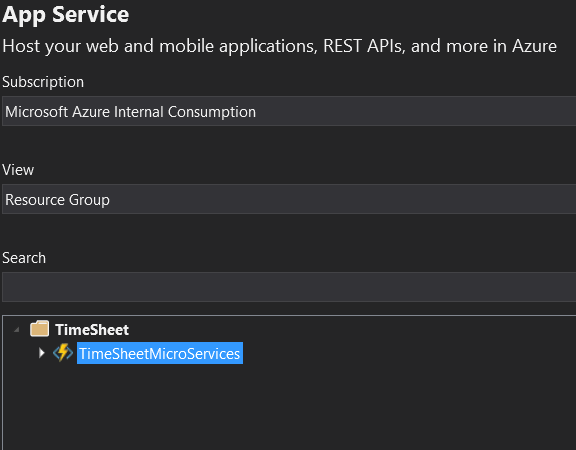 App Service
Host your web and mobile applications, REST APIs, and more in Azure
Subscription
Microsoft Azure Internal Consumption
View
Resource Group
Search
TimeSheet
TimeSheetMicroServices